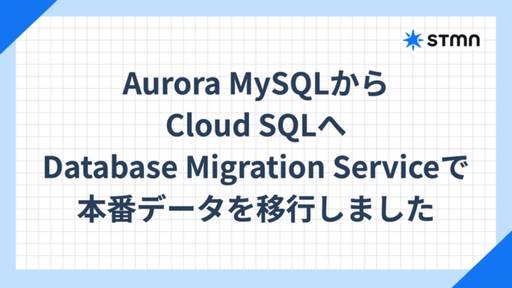 STMN
Aurora MySQLから
Cloud SQLへ
Database Migration Serviceで
本番データを移行しました